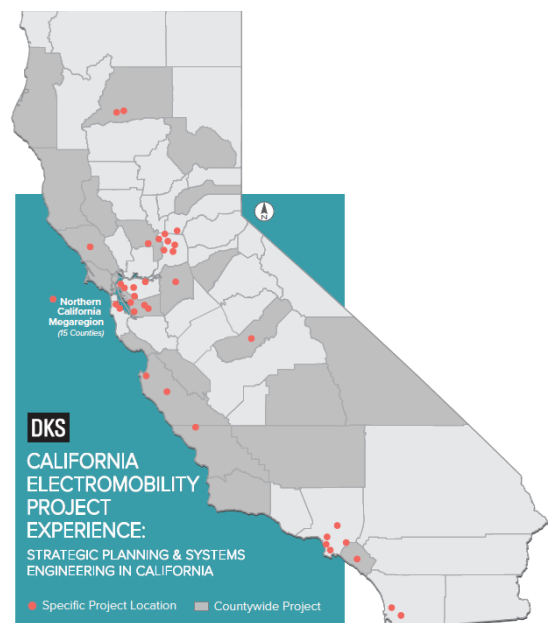 N
Northern
California
Megaregion
(15 Counties)
DKS
CALIFORNIA
ELECTROMOBILITY
PROJECT
EXPERIENCE:
STRATEGIC PLANNING & SYSTEMS
ENGINEERING IN CALIFORNIA
Specific Project Location
Countywide Project